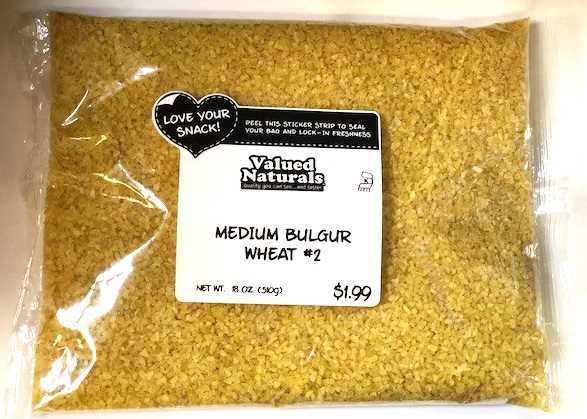 LOVE YOUR
SNACK!
PEEL THIS STICKER STRIP TO SEAL
YOUR BAG AND LOCK-IN FRESHNESS
Valued
Naturals
Quality you can see...and taste!
MEDIUM BULGUR
WHEAT #2
NET WT. 18 OZ. (510g)
$1.99